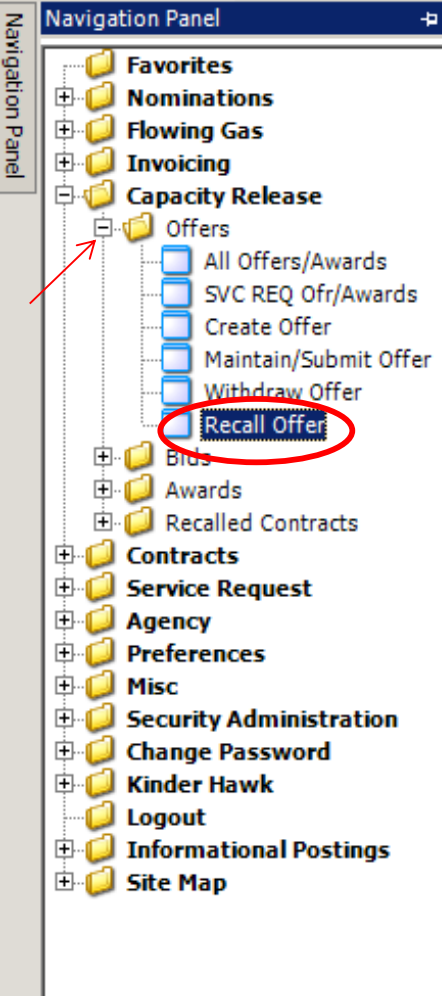 Navigation Panel
Navigation Panel
Favorites
Nominations
Flowing Gas
Invoicing
Capacity Release
Offers
All Offers/Awards
SVC REQ Ofr/Awards
Create Offer
Maintain/Submit Offer
Withdraw Offer
Recall Offer
Bids
Awards
Recalled Contracts
Contracts
Service Request
Agency
Preferences
Misc
Security Administration
Change Password
Kinder Hawk
Logout
Informational Postings
Site Map